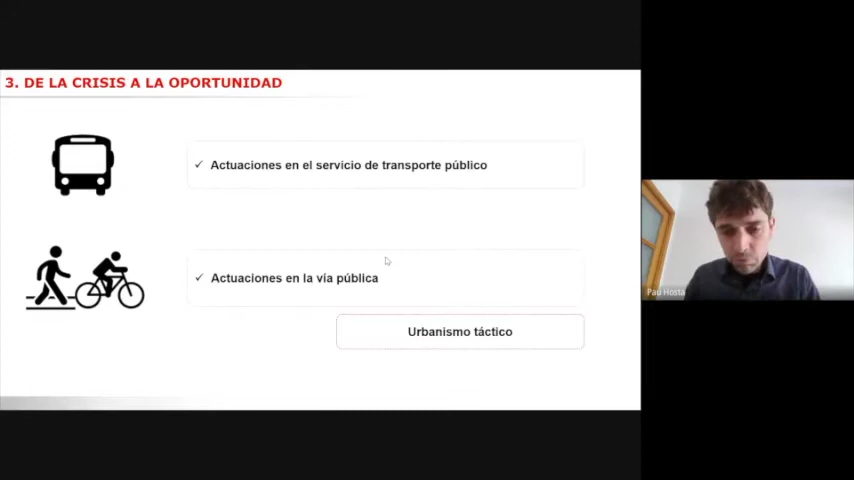 3. DE LA CRISIS A LA OPORTUNIDAD
✓ Actuaciones en el servicio de transporte público
✓ Actuaciones en la vía pública
Urbanismo táctico
Pau Hosta